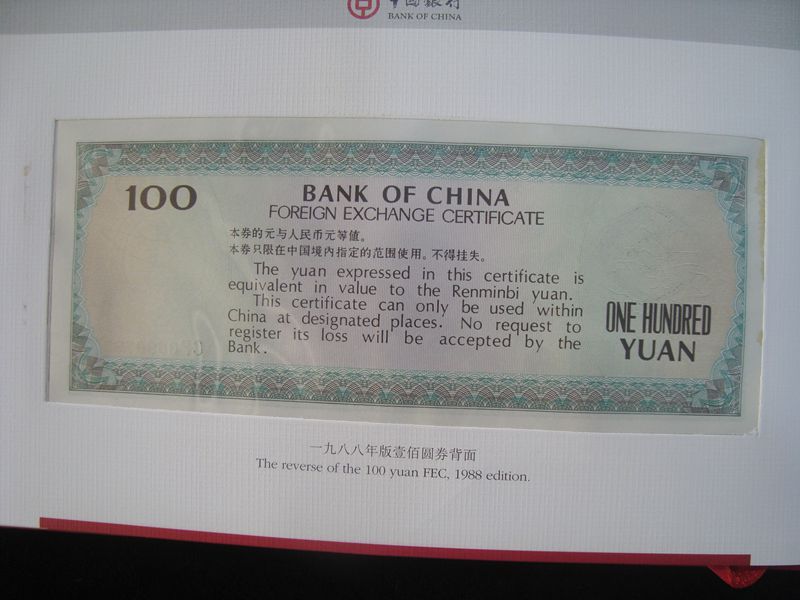 中國銀行
BANK OF CHINA
100
BANK OF CHINA
FOREIGN EXCHANGE CERTIFICATE
本券的元与人民币元等值。
本券只限在中国境内指定的范围使用。不得挂失。
The yuan expressed in this certificate is
equivalent in value to the Renminbi yuan.
This certificate can only be used within
China at designated places. No request to
register its loss will be accepted by the
Bank.
ONE HUNDRED
YUAN
一九八八年版壹佰圓券背面
The reverse of the 100 yuan FEC, 1988 edition.